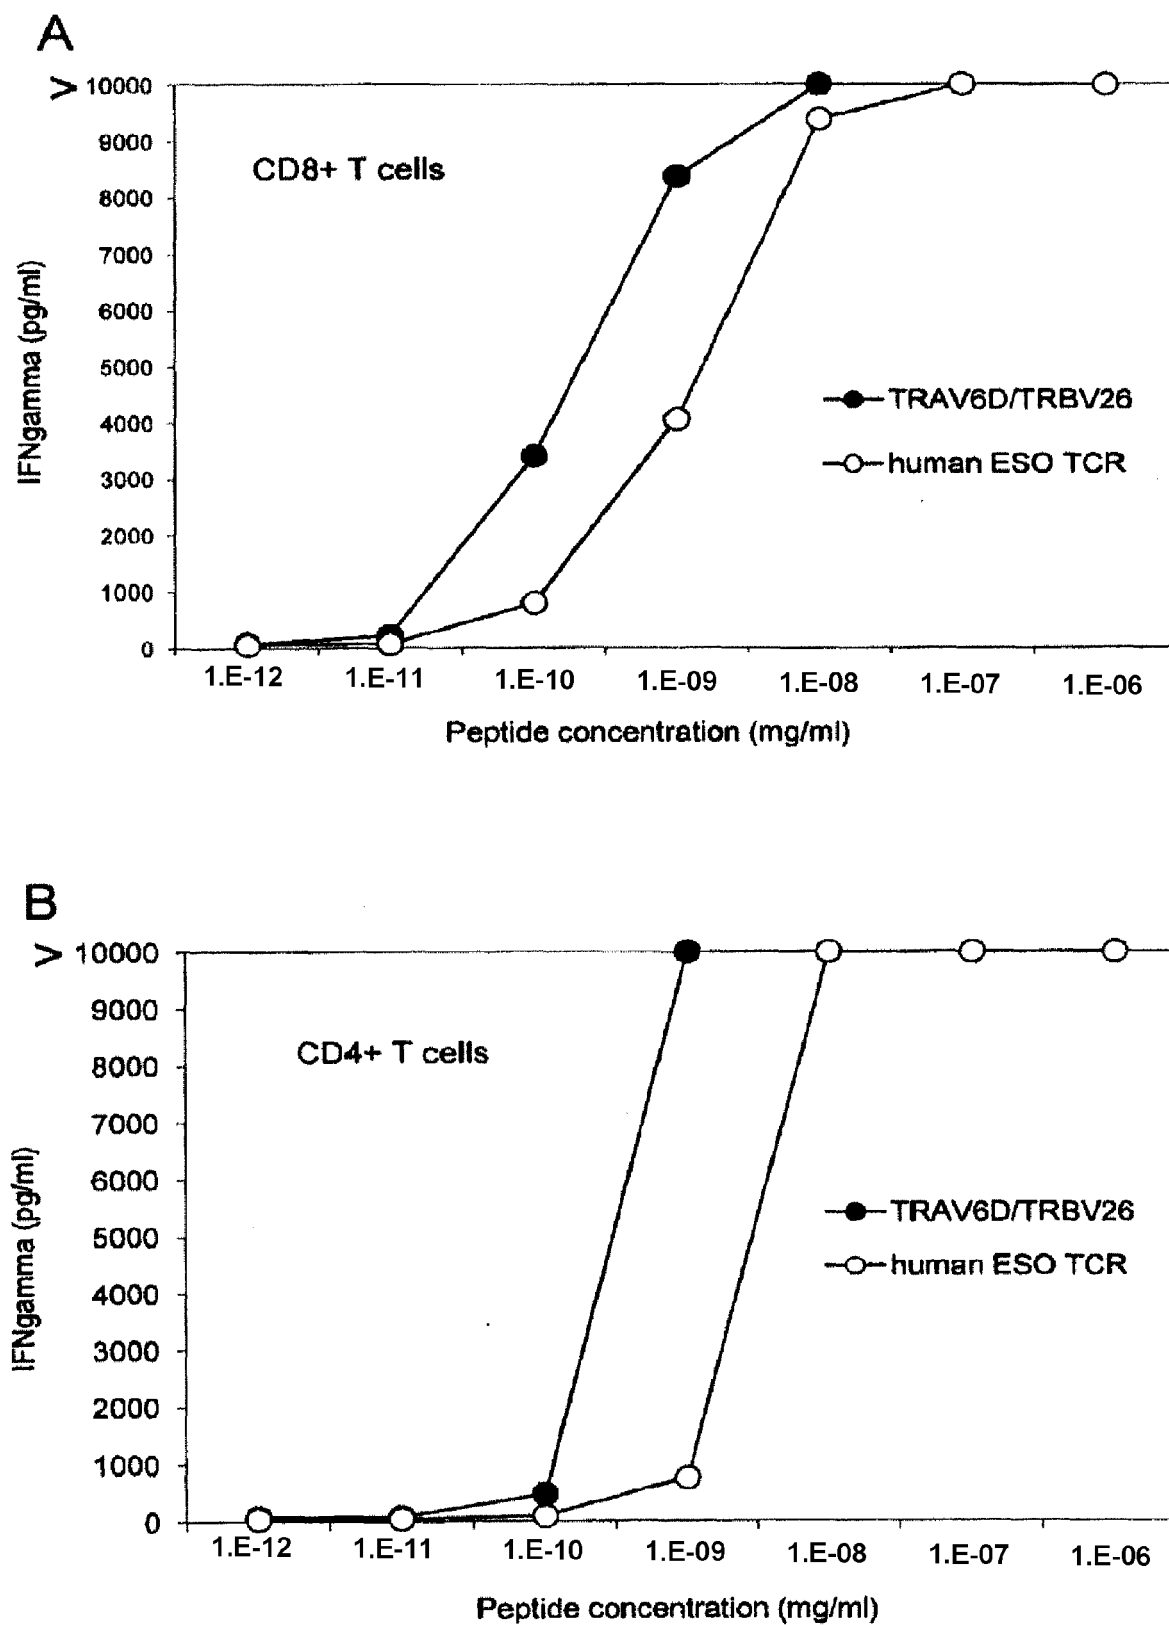 A
> 10000
9000
8000
7000
6000
5000
4000
3000
2000
1000
0
IFNgamma (pg/ml)
CD8+ T cells
TRAV6D/TRBV26
human ESO TCR
1.E-12 1.E-11 1.E-10 1.E-09 1.E-08 1.E-07 1.E-06
Peptide concentration (mg/ml)
B
> 10000
9000
8000
7000
6000
5000
4000
3000
2000
1000
0
IFNgamma (pg/ml)
CD4+ T cells
TRAV6D/TRBV26
human ESO TCR
1.E-12 1.E-11 1.E-10 1.E-09 1.E-08 1.E-07 1.E-06
Peptide concentration (mg/ml)